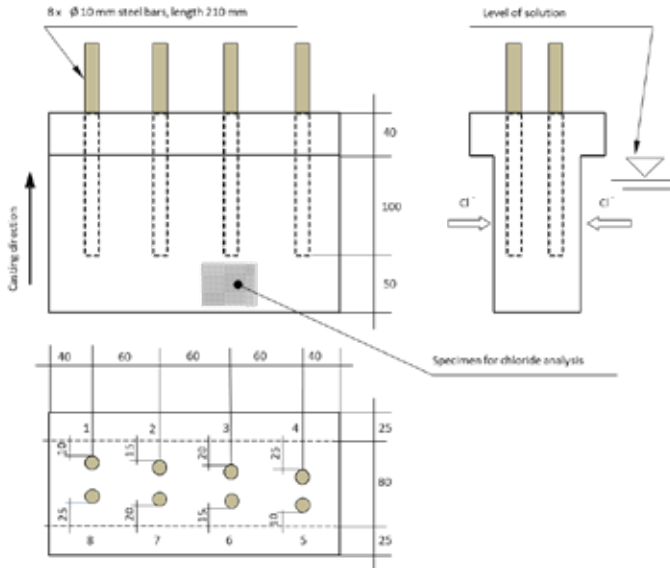 8 x Ø 10 mm steel bars, length 210 mm
Level of solution
40
100
50
Casting direction
Cl⁻
Cl⁻
Specimen for chloride analysis
40 60 60 60 40
1 2 3 4
10 15 20 25
25
80
25
25 20 15 10
8 7 6 5